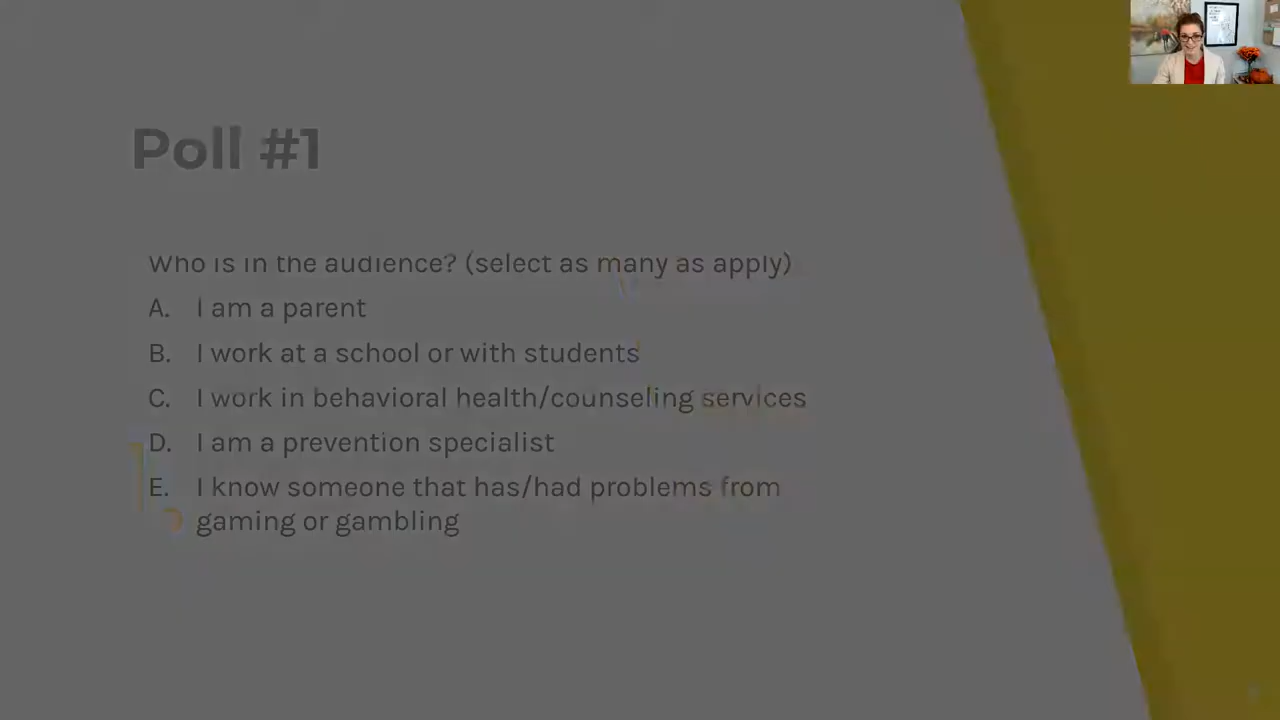 Poll #1
Who is in the audience? (select as many as apply)
A. I am a parent
B. I work at a school or with students
C. I work in behavioral health/counseling services
D. I am a prevention specialist
E. I know someone that has/had problems from
gaming or gambling